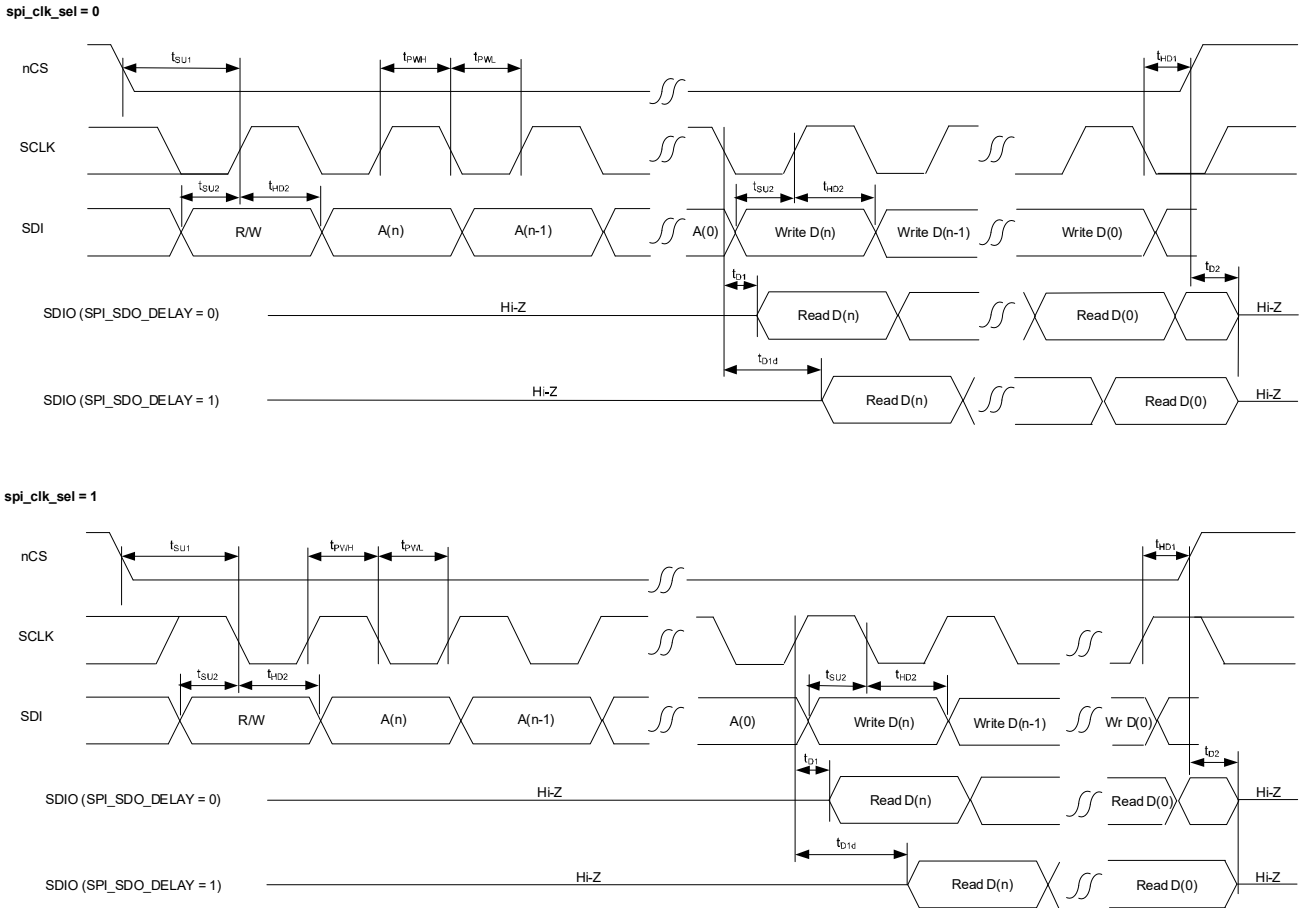 spi_clk_sel = 0
nCS
tSU1
tPWH
tPWL
tHD1
SCLK
tSU2
tHD2
tSU2
tHD2
SDI
R/W
A(n)
A(n-1)
A(0)
Write D(n)
Write D(n-1)
Write D(0)
tD1
tD2
SDIO (SPI_SDO_DELAY = 0)
Hi-Z
Read D(n)
Read D(0)
Hi-Z
tD1d
SDIO (SPI_SDO_DELAY = 1)
Hi-Z
Read D(n)
Read D(0)
Hi-Z
spi_clk_sel = 1
nCS
tSU1
tPWH
tPWL
tHD1
SCLK
tSU2
tHD2
tSU2
tHD2
SDI
R/W
A(n)
A(n-1)
A(0)
Write D(n)
Write D(n-1)
Wr D(0)
tD1
tD2
SDIO (SPI_SDO_DELAY = 0)
Hi-Z
Read D(n)
Read D(0)
Hi-Z
tD1d
SDIO (SPI_SDO_DELAY = 1)
Hi-Z
Read D(n)
Read D(0)
Hi-Z